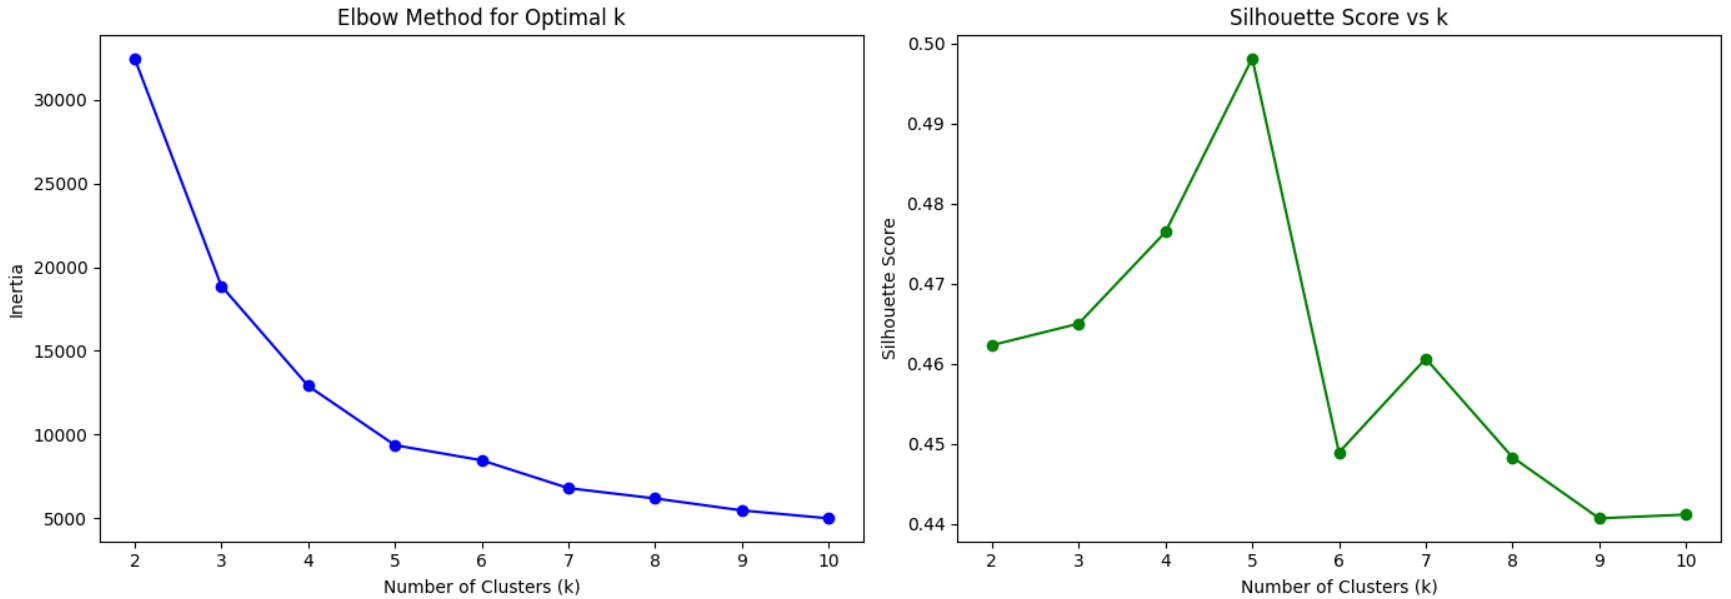 Elbow Method for Optimal k
30000
25000
20000
15000
10000
5000
Inertia
2 3 4 5 6 7 8 9 10
Number of Clusters (k)
Silhouette Score vs k
0.50
0.49
0.48
0.47
0.46
0.45
0.44
Silhouette Score
2 3 4 5 6 7 8 9 10
Number of Clusters (k)